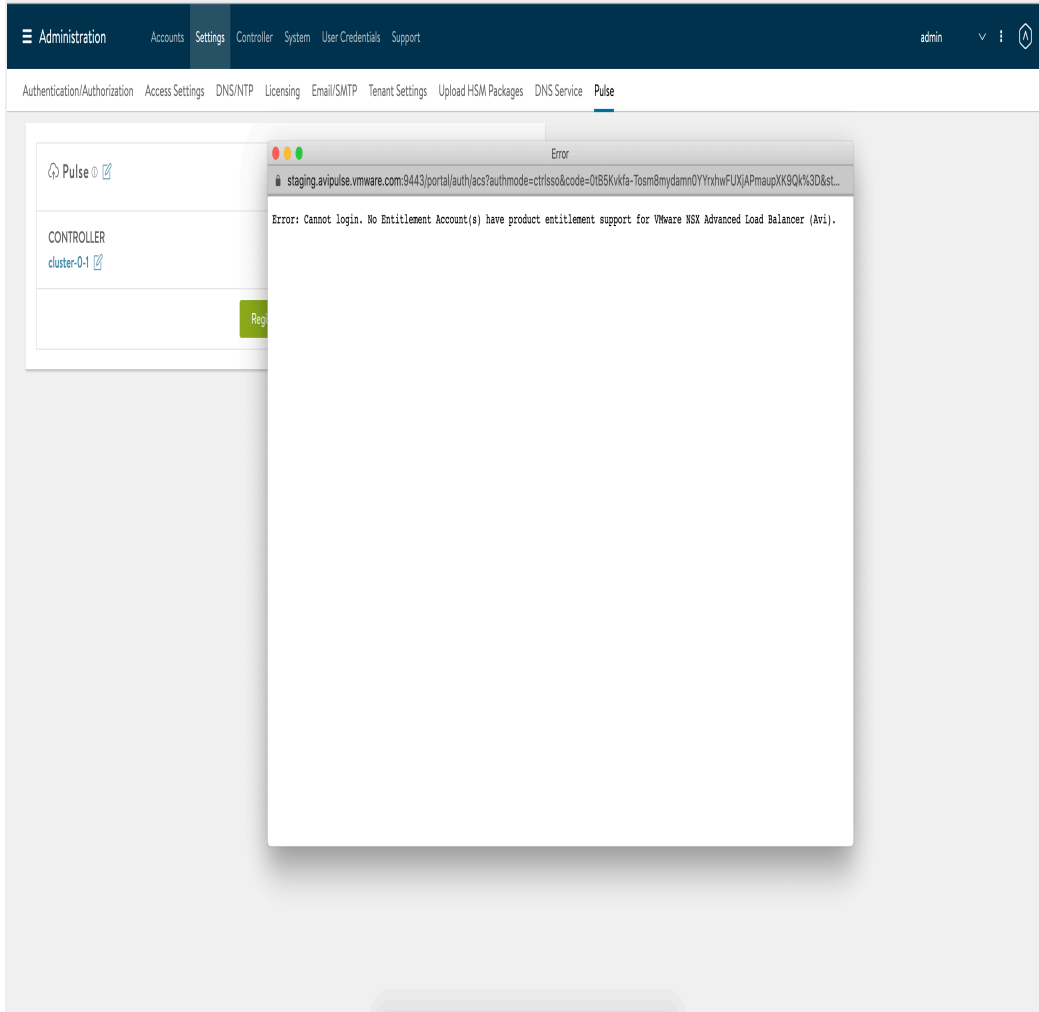 Administration Accounts Settings Controller System User Credentials Support admin
Authentication/Authorization Access Settings DNS/NTP Licensing Email/SMTP Tenant Settings Upload HSM Packages DNS Service Pulse
Pulse
CONTROLLER
cluster-0-1
Regi
Error
staging.avipulse.vmware.com:9443/portal/auth/acs?authmode=ctrlsso&code=0tB5Kvkfa-Tosm8mydamn0YYrxhwFUXjAPmaupXK9Qk%3D&st...
Error: Cannot login. No Entitlement Account(s) have product entitlement support for VMware NSX Advanced Load Balancer (Avi).